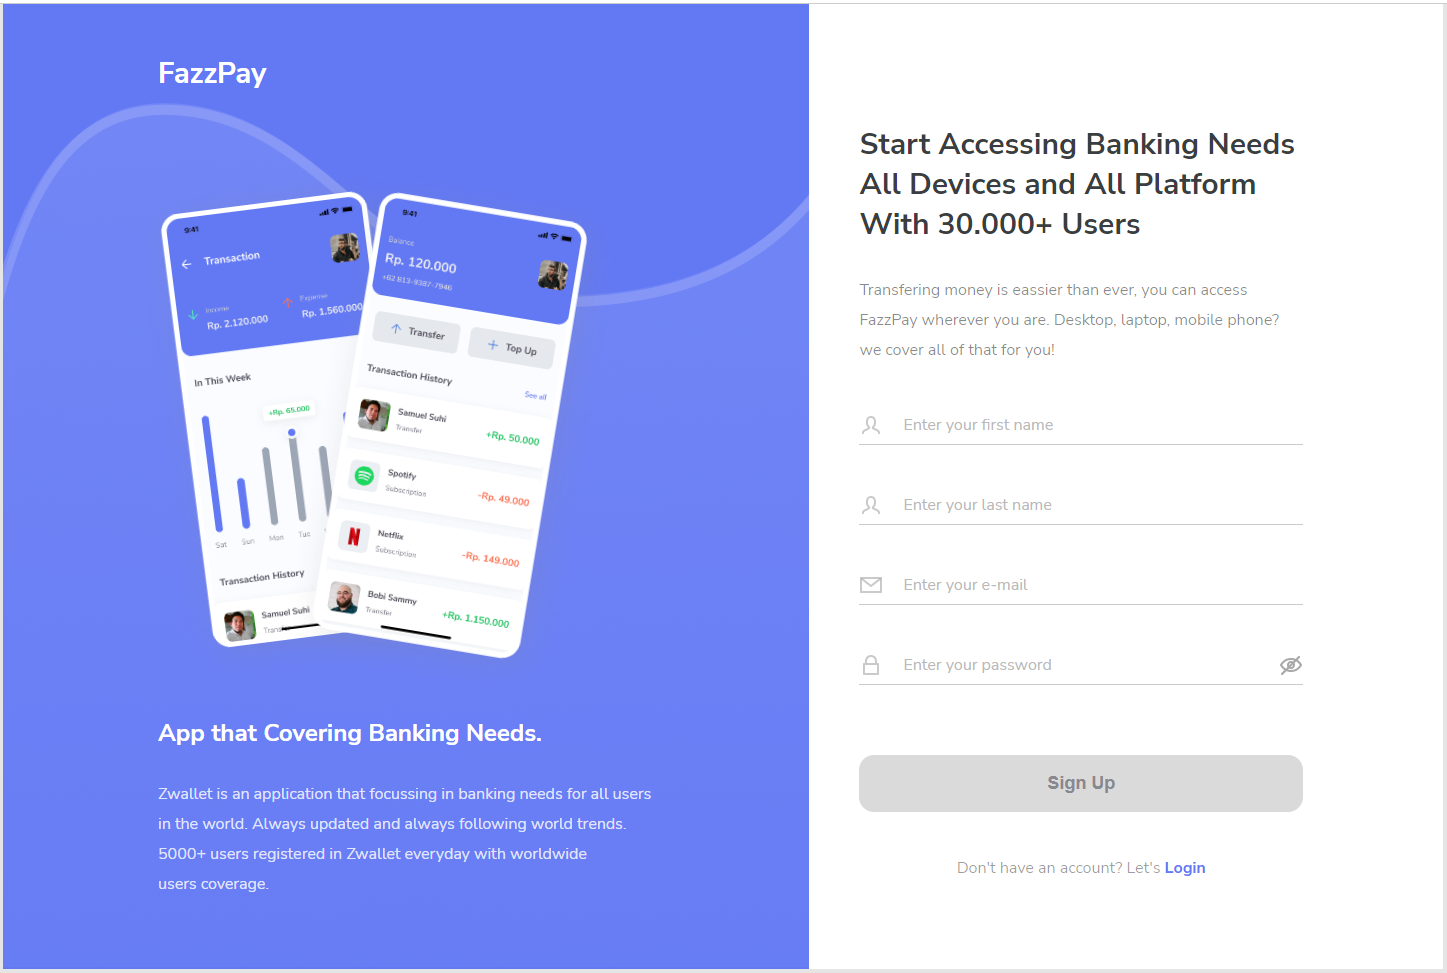 FazzPay
9:41
Transaction
Income
Rp. 2.120.000
Expense
Rp. 1.560.000
In This Week
+Rp. 65.000
Sat
Sun
Mon
Tue
Transaction History
Samuel Suhi
9:41
Balance
Rp. 120.000
+62 813-9387-7946
Transfer
Top Up
Transaction History
See all
Samuel Suhi
Transfer
+Rp. 50.000
Spotify
Subscription
-Rp. 49.000
Netflix
Subscription
-Rp. 149.000
Bobi Sammy
Transfer
+Rp. 1.150.000
App that Covering Banking Needs.
Zwallet is an application that focussing in banking needs for all users
in the world. Always updated and always following world trends.
5000+ users registered in Zwallet everyday with worldwide
users coverage.
Start Accessing Banking Needs
All Devices and All Platform
With 30.000+ Users
Transfering money is eassier than ever, you can access
FazzPay wherever you are. Desktop, laptop, mobile phone?
we cover all of that for you!
Enter your first name
Enter your last name
Enter your e-mail
Enter your password
Sign Up
Don't have an account? Let's Login